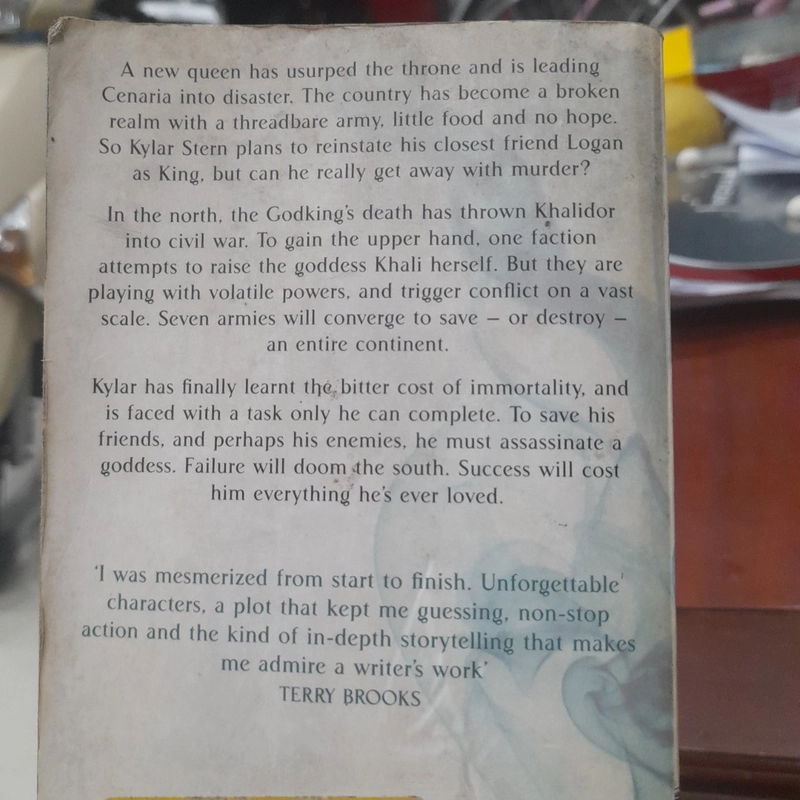 A new queen has usurped the throne and is leading
Cenaria into disaster. The country has become a broken
realm with a threadbare army, little food and no hope.
So Kylar Stern plans to reinstate his closest friend Logan
as King, but can he really get away with murder?
In the north, the Godking's death has thrown Khalidor
into civil war. To gain the upper hand, one faction
attempts to raise the goddess Khali herself. But they are
playing with volatile powers, and trigger conflict on a vast
scale. Seven armies will converge to save – or destroy –
an entire continent.
Kylar has finally learnt the bitter cost of immortality, and
is faced with a task only he can complete. To save his
friends, and perhaps his enemies, he must assassinate a
goddess. Failure will doom the south. Success will cost
him everything he's ever loved.
'I was mesmerized from start to finish. Unforgettable'
characters, a plot that kept me guessing, non-stop
action and the kind of in-depth storytelling that makes
me admire a writer's work'
TERRY BROOKS